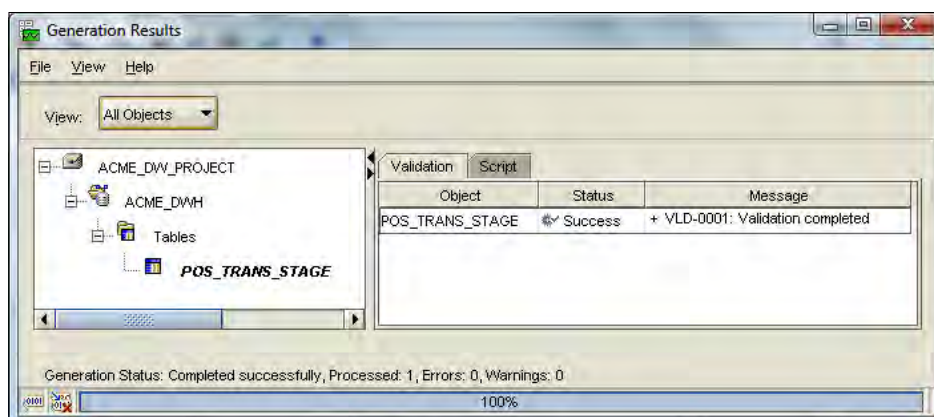 Generation Results
File View Help
View: All Objects
ACME_DW_PROJECT
ACME_DWH
Tables
POS_TRANS_STAGE
Validation Script
Object Status Message
POS_TRANS_STAGE Success + VLD-0001: Validation completed
Generation Status: Completed successfully, Processed: 1, Errors: 0, Warnings: 0
100%